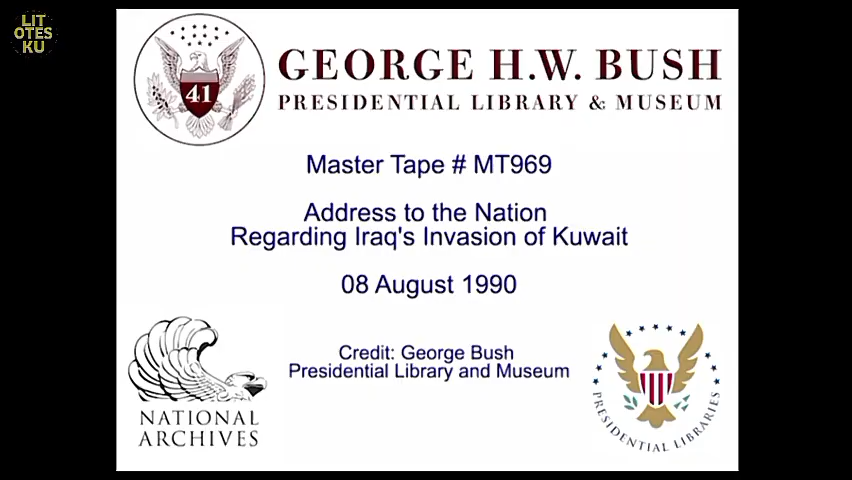 LIT
OTES
KU
GEORGE H.W. BUSH
41
PRESIDENTIAL LIBRARY & MUSEUM
Master Tape # MT969
Address to the Nation
Regarding Iraq's Invasion of Kuwait
08 August 1990
Credit: George Bush
Presidential Library and Museum
NATIONAL
ARCHIVES
PRESIDENTIAL LIBRARIES